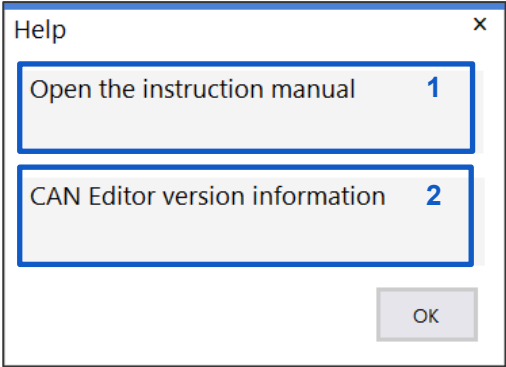 Help ×
Open the instruction manual 1
CAN Editor version information 2
OK